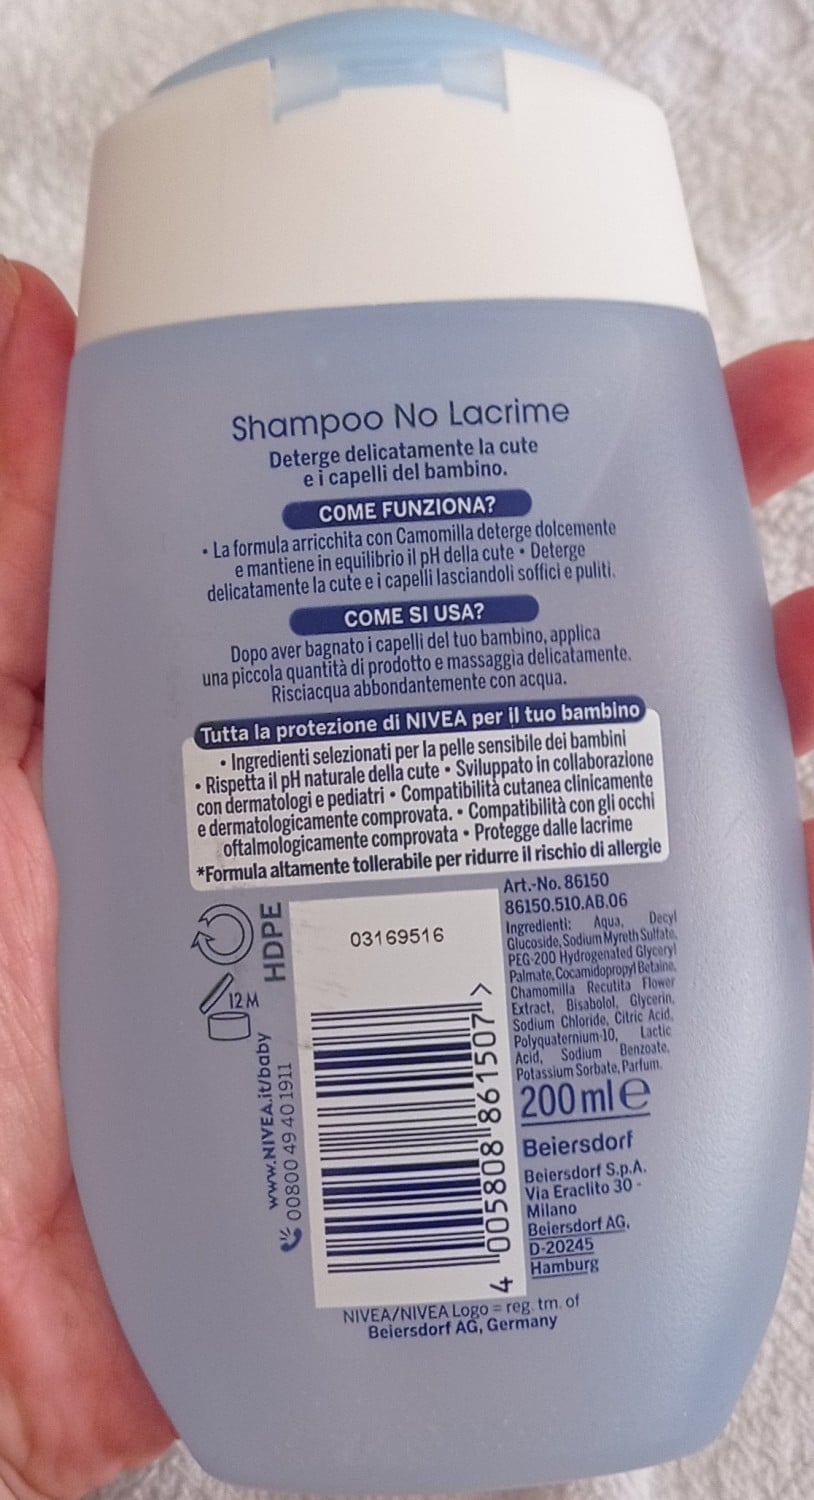 Shampoo No Lacrime
Deterge delicatamente la cute
e i capelli del bambino.
COME FUNZIONA?
• La formula arricchita con Camomilla deterge dolcemente
e mantiene in equilibrio il pH della cute • Deterge
delicatamente la cute e i capelli lasciandoli soffici e puliti.
COME SI USA?
Dopo aver bagnato i capelli del tuo bambino, applica
una piccola quantità di prodotto e massaggia delicatamente.
Risciacqua abbondantemente con acqua.
Tutta la protezione di NIVEA per il tuo bambino
• Ingredienti selezionati per la pelle sensibile dei bambini
• Rispetta il pH naturale della cute • Sviluppato in collaborazione
con dermatologi e pediatri • Compatibilità cutanea clinicamente
e dermatologicamente comprovata. • Compatibilità con gli occhi
oftalmologicamente comprovata • Protegge dalle lacrime
*Formula altamente tollerabile per ridurre il rischio di allergie
HDPE
12 M
www.NIVEA.it/baby
00800 49 40 1911
03169516
4 005808 861507 >
Art.-No. 86150
86150.510.AB.06
Ingredienti: Aqua, Decyl
Glucoside, Sodium Myreth Sulfate,
PEG-200 Hydrogenated Glyceryl
Palmate, Cocamidopropyl Betaine,
Chamomilla Recutita Flower
Extract, Bisabolol, Glycerin,
Sodium Chloride, Citric Acid,
Polyquaternium-10, Lactic
Acid, Sodium Benzoate,
Potassium Sorbate, Parfum.
200 ml e
Beiersdorf
Beiersdorf S.p.A.
Via Eraclito 30 -
Milano
Beiersdorf AG,
D-20245
Hamburg
NIVEA/NIVEA Logo = reg. tm. of
Beiersdorf AG, Germany